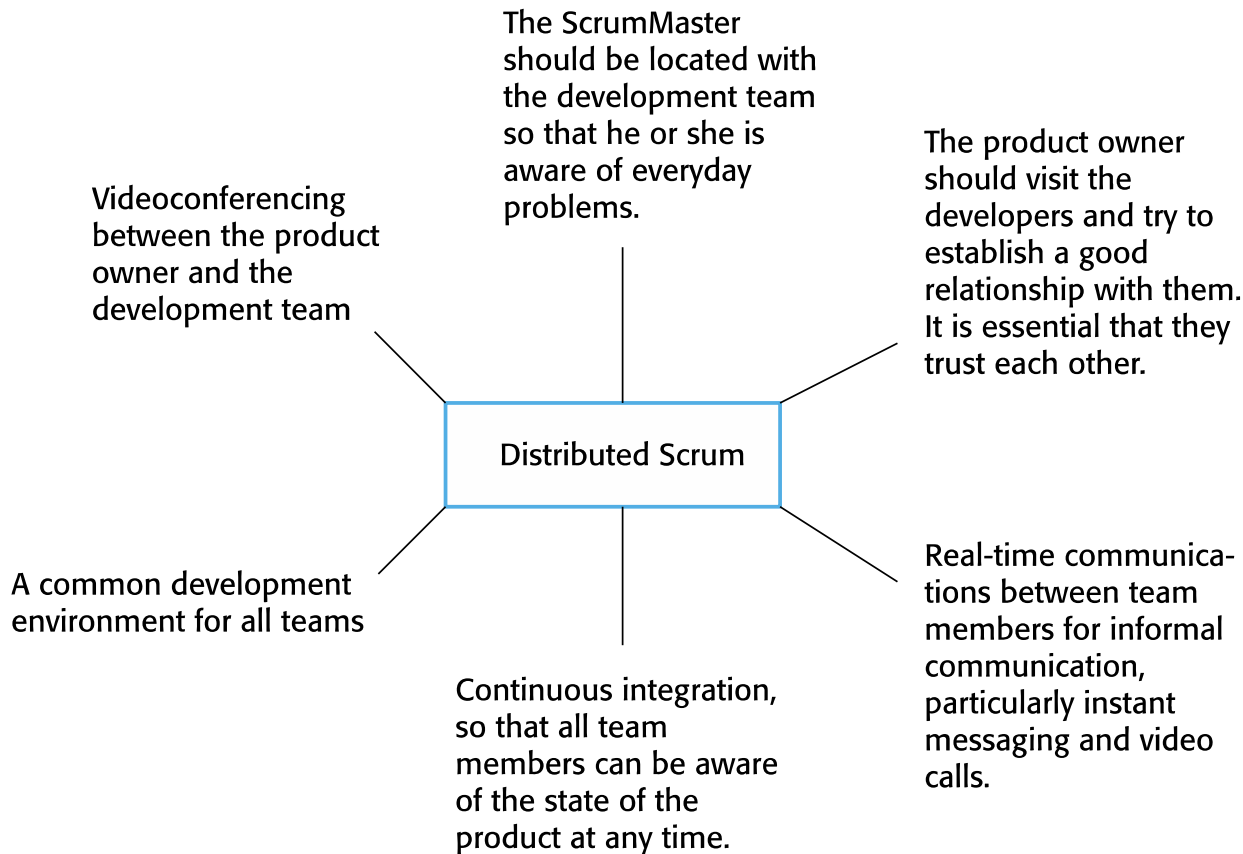 The ScrumMaster
should be located with
the development team
so that he or she is
aware of everyday
problems.
Videoconferencing
between the product
owner and the
development team
The product owner
should visit the
developers and try to
establish a good
relationship with them.
It is essential that they
trust each other.
Distributed Scrum
A common development
environment for all teams
Continuous integration,
so that all team
members can be aware
of the state of the
product at any time.
Real-time communica-
tions between team
members for informal
communication,
particularly instant
messaging and video
calls.